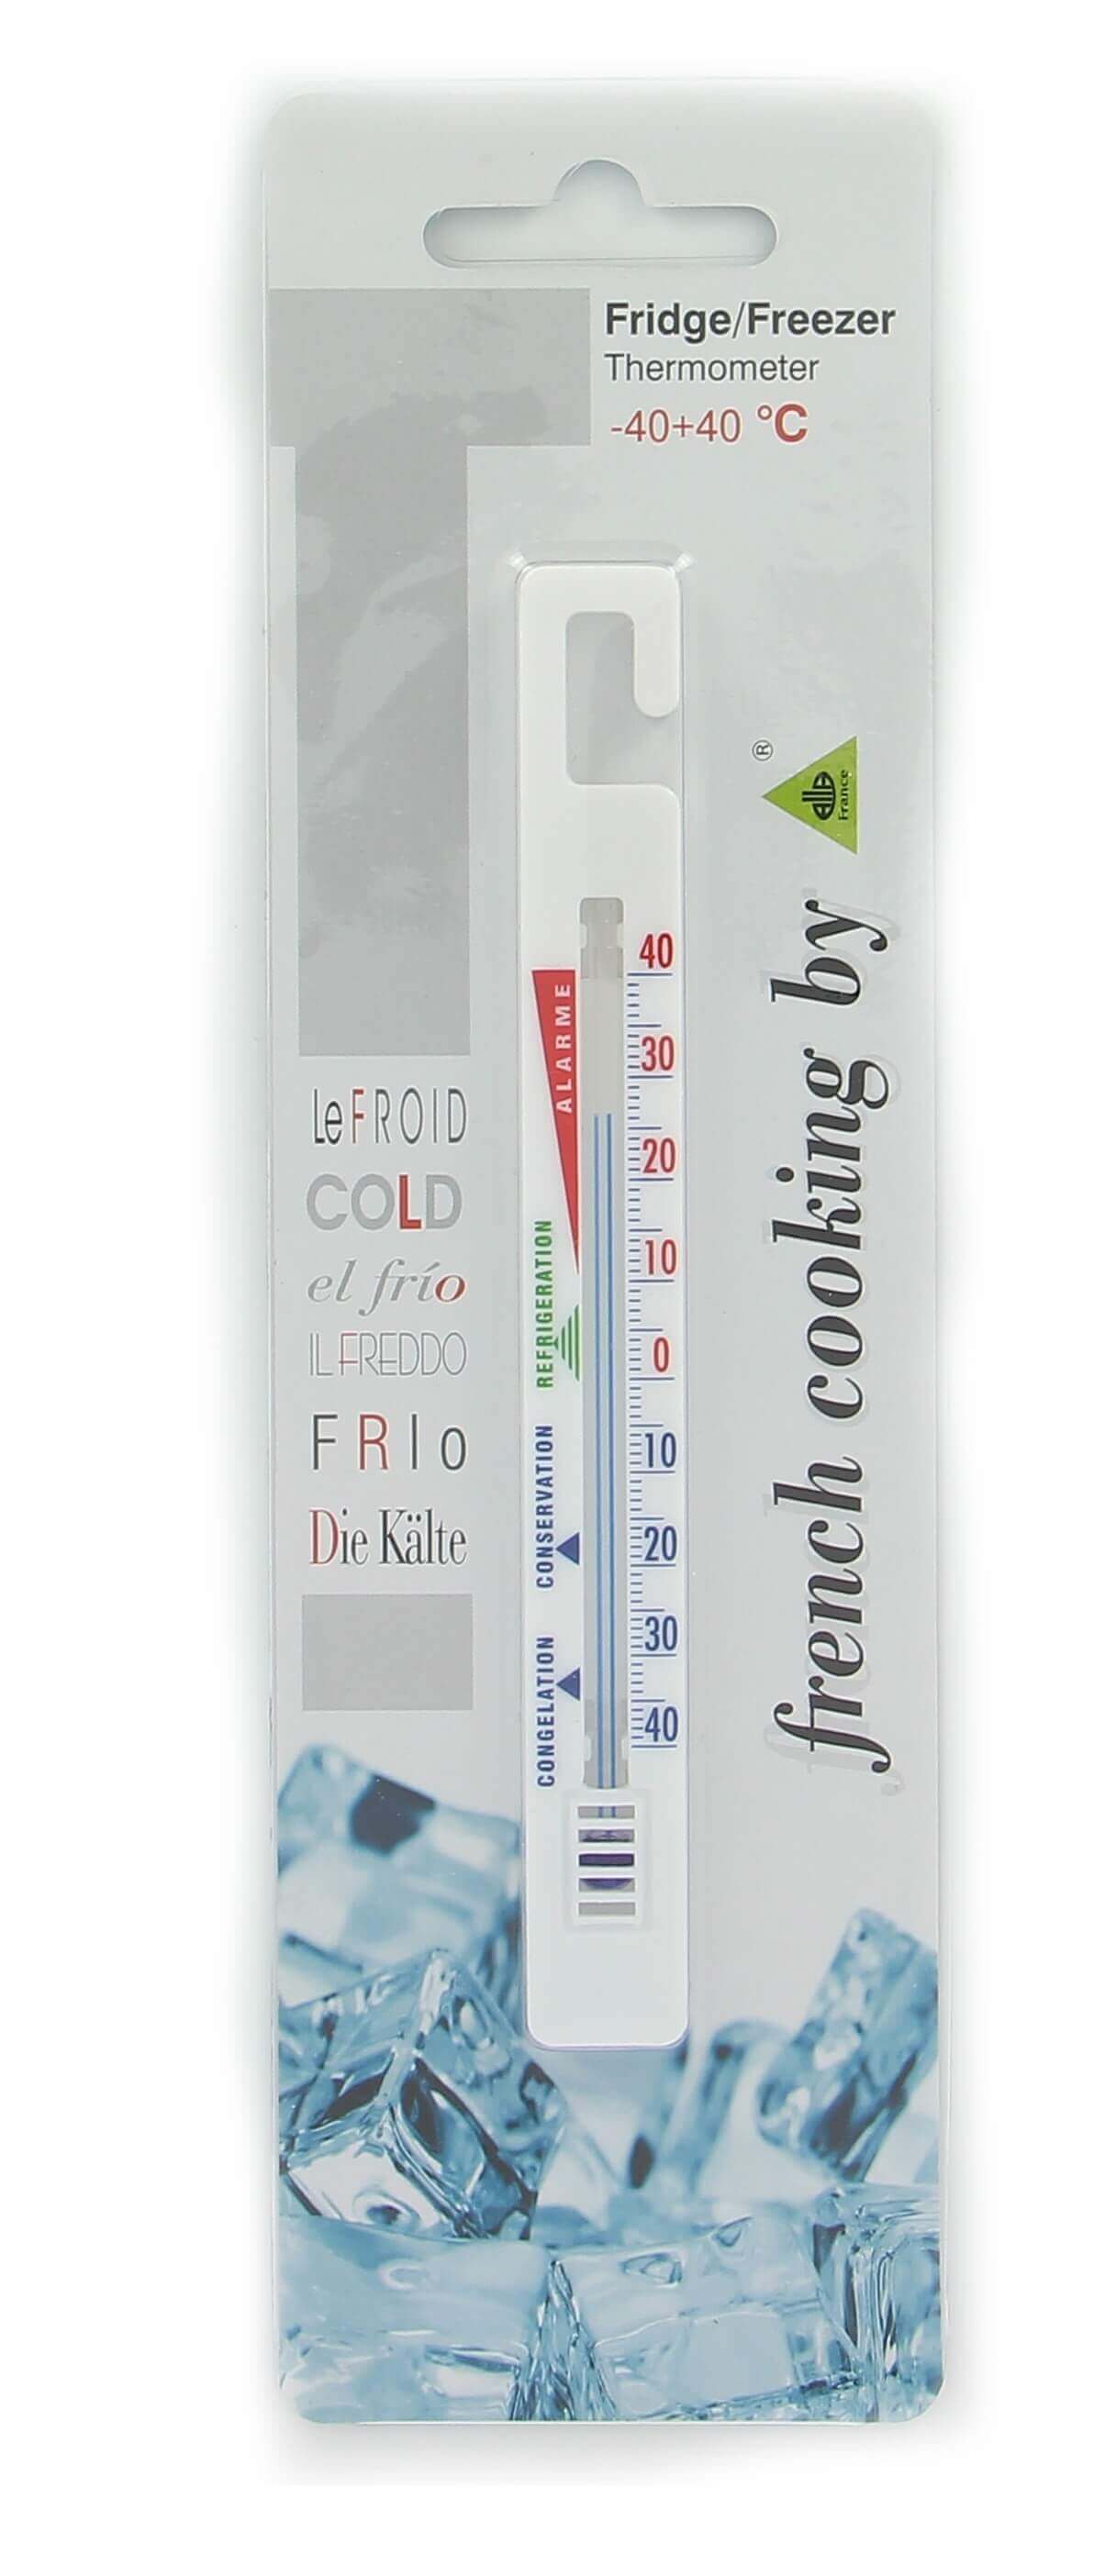 Fridge/Freezer
Thermometer
-40+40 °C
®
Alla
France
french cooking by
LeFROID
COLD
el frío
IL FREDDO
FRIo
Die Kälte
ALARME
REFRIGERATION
CONSERVATION
CONGELATION
40
30
20
10
0
10
20
30
40